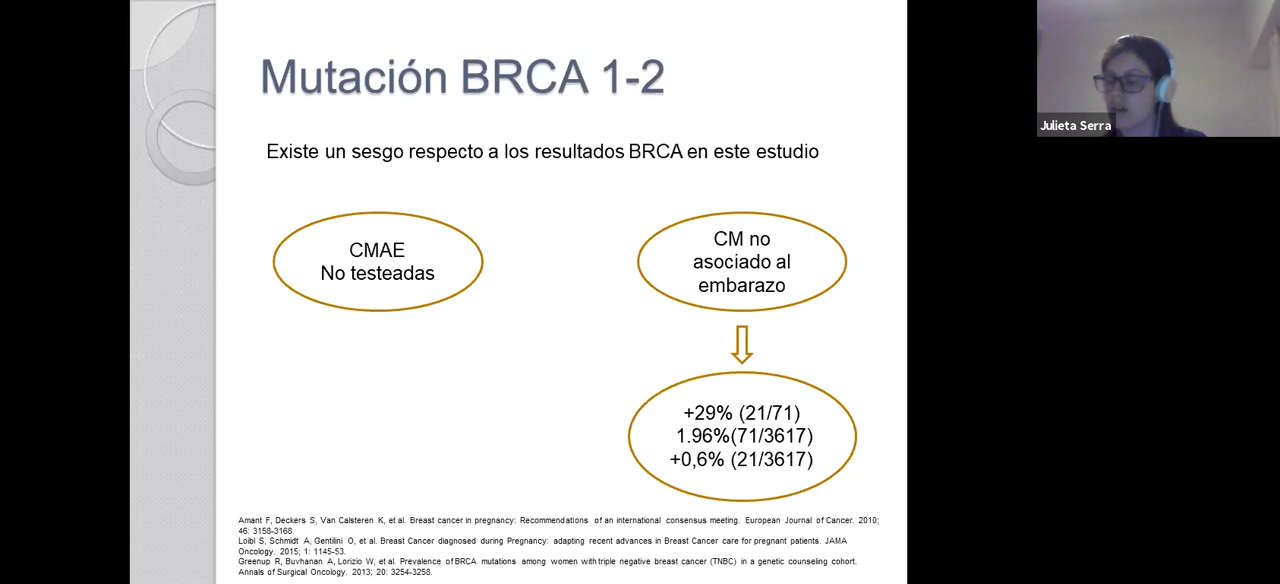 Mutación BRCA 1-2
Julieta Serra
Existe un sesgo respecto a los resultados BRCA en este estudio
CMAE
No testeadas
CM no
asociado al
embarazo
+29% (21/71)
1.96%(71/3617)
+0,6% (21/3617)
Amant F, Deckers S, Van Calsteren K, et al. Breast cancer in pregnancy: Recommendations of an international consensus meeting. European Journal of Cancer. 2010;
46: 3158-3168.
Loibl S, Schmidt A, Gentilini O, et al. Breast Cancer diagnosed during Pregnancy: adapting recent advances in Breast Cancer care for pregnant patients. JAMA
Oncology. 2015; 1: 1145-53.
Greenup R, Buvhanan A, Lorizio W, et al. Prevalence of BRCA mutations among women with triple negative breast cancer (TNBC) in a genetic counseling cohort.
Annals of Surgical Oncology. 2013; 20: 3254-3258.